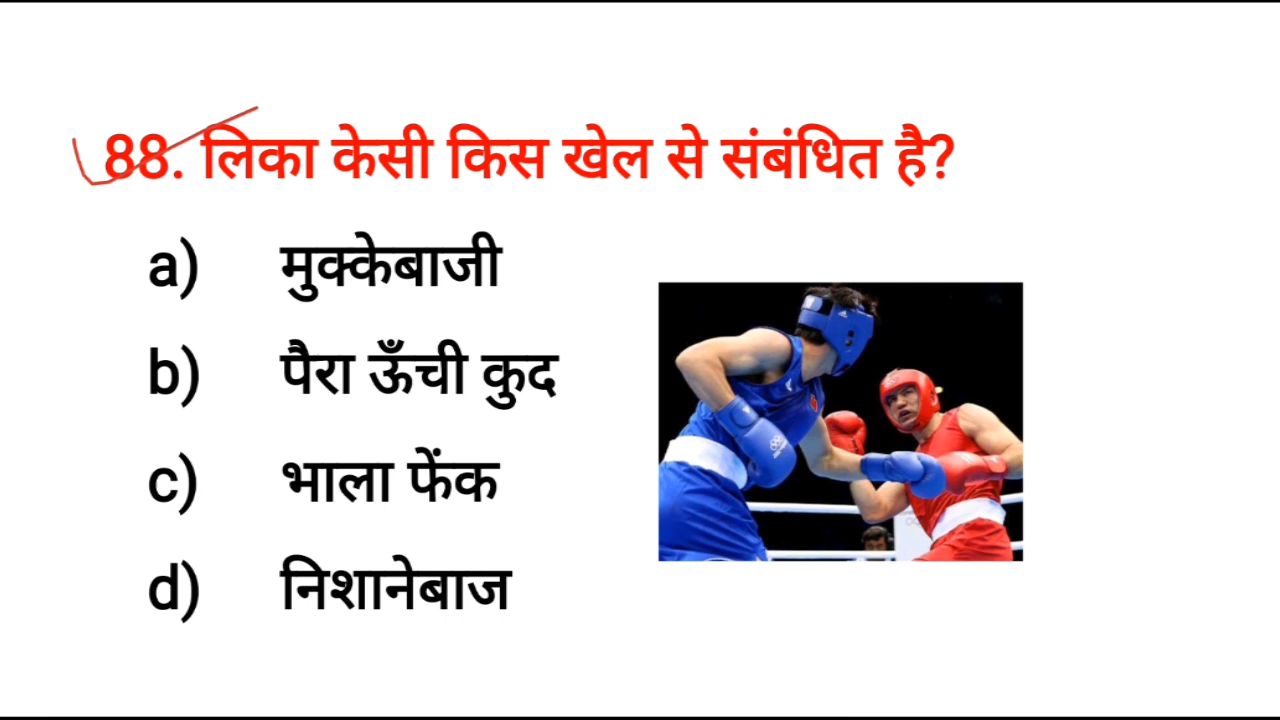 88. लिका केसी किस खेल से संबंधित है?
a) मुक्केबाजी
b) पैरा ऊँची कुद
c) भाला फेंक
d) निशानेबाज